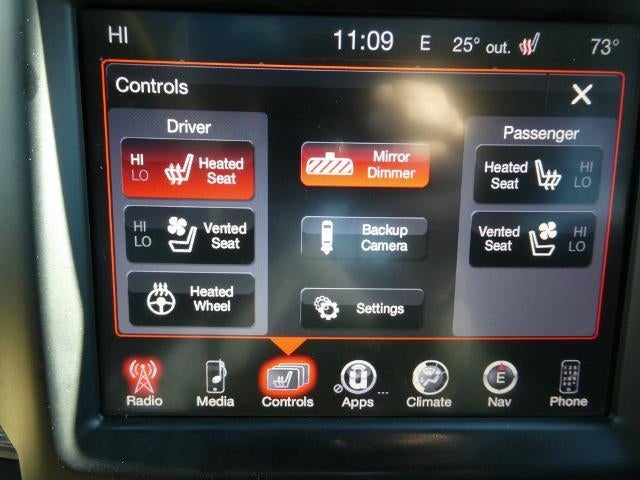 HI 11:09 E 25° out. 73°
Controls
Driver
HI
LO
Heated
Seat
HI
LO
Vented
Seat
Heated
Wheel
Mirror
Dimmer
Backup
Camera
Settings
Passenger
Heated
Seat
HI
LO
Vented
Seat
HI
LO
Radio Media Controls Apps ... Climate E Nav Phone